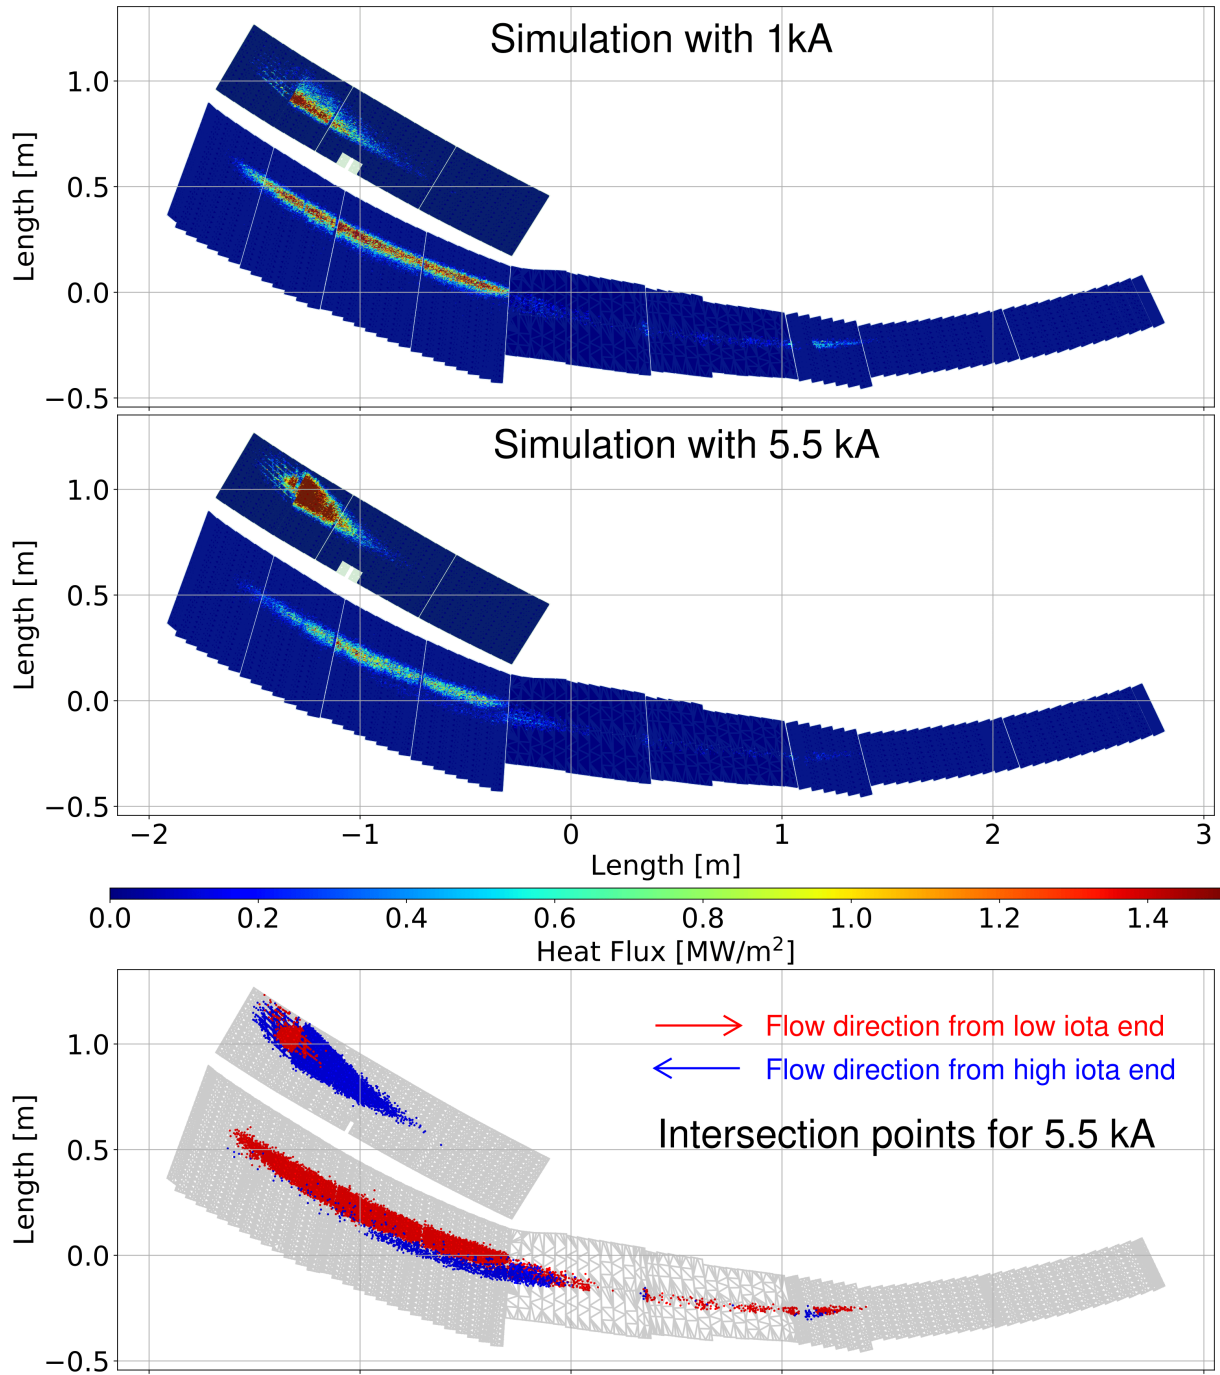 Simulation with 1kA
1.0
0.5
0.0
−0.5
Length [m]
Simulation with 5.5 kA
1.0
0.5
0.0
−0.5
Length [m]
−2 −1 0 1 2 3
Length [m]
0.0 0.2 0.4 0.6 0.8 1.0 1.2 1.4
Heat Flux [MW/m²]
Flow direction from low iota end
Flow direction from high iota end
Intersection points for 5.5 kA
1.0
0.5
0.0
−0.5
Length [m]